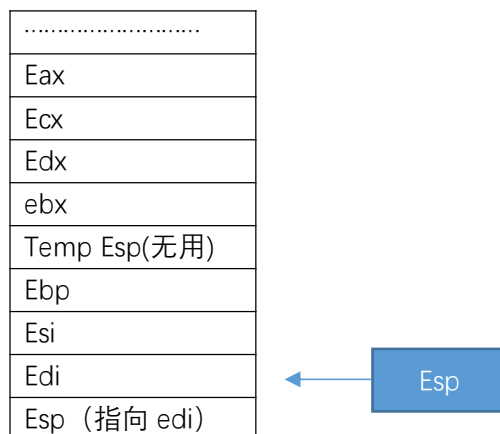 ………………………
Eax
Ecx
Edx
ebx
Temp Esp(无用)
Ebp
Esi
Edi
Esp
Esp（指向 edi）